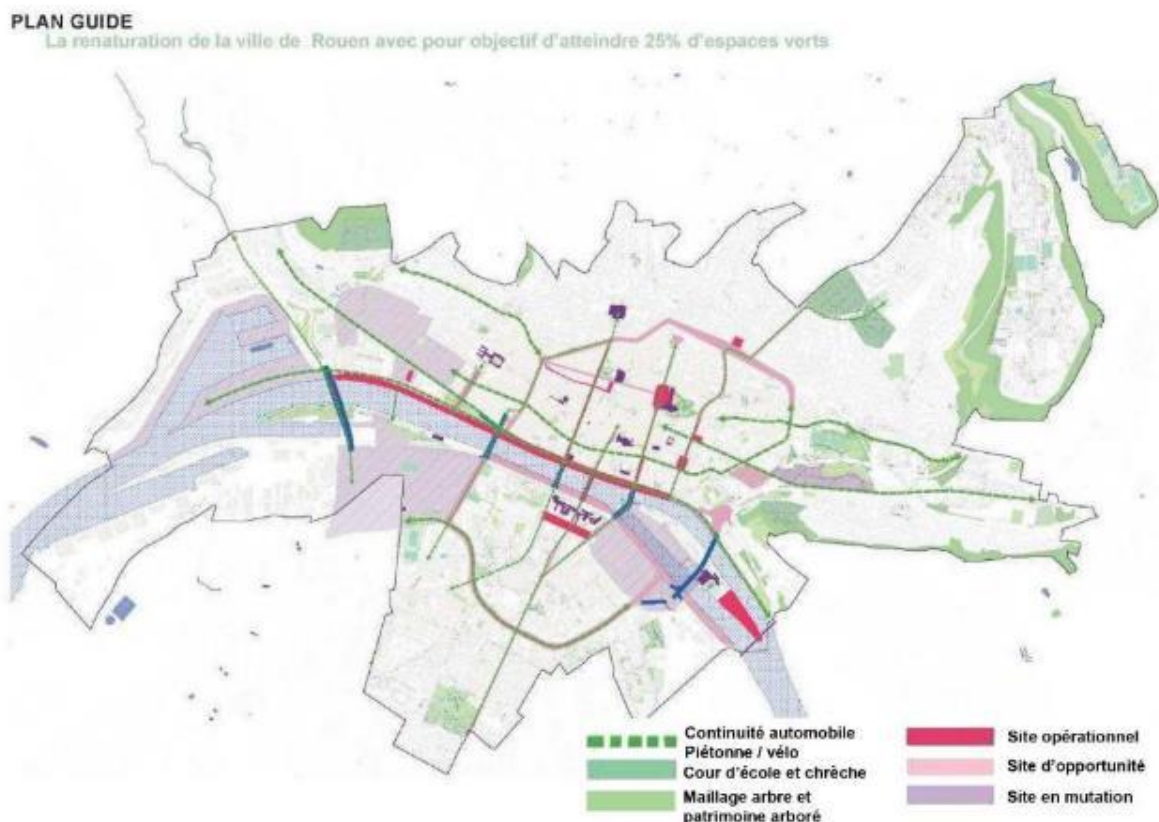 PLAN GUIDE
La renaturation de la ville de Rouen avec pour objectif d'atteindre 25% d'espaces verts
Continuité automobile
Piétonne / vélo
Cour d'école et chrèche
Maillage arbre et
patrimoine arboré
Site opérationnel
Site d'opportunité
Site en mutation